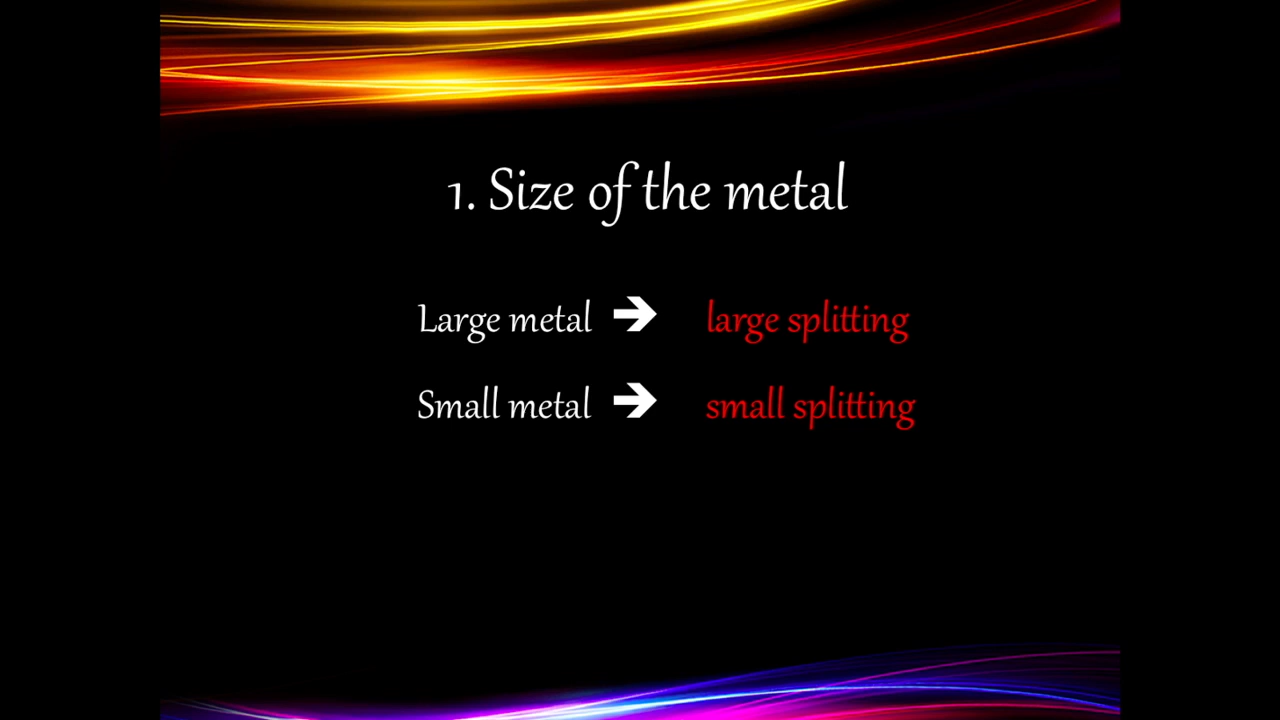 1. Size of the metal
Large metal → large splitting
Small metal → small splitting